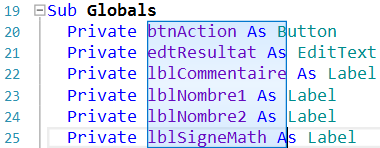 19 Sub Globals
20 Private btnAction As Button
21 Private edtResultat As EditText
22 Private lblCommentaire As Label
23 Private lblNombre1 As Label
24 Private lblNombre2 As Label
25 Private lblSigneMath As Label